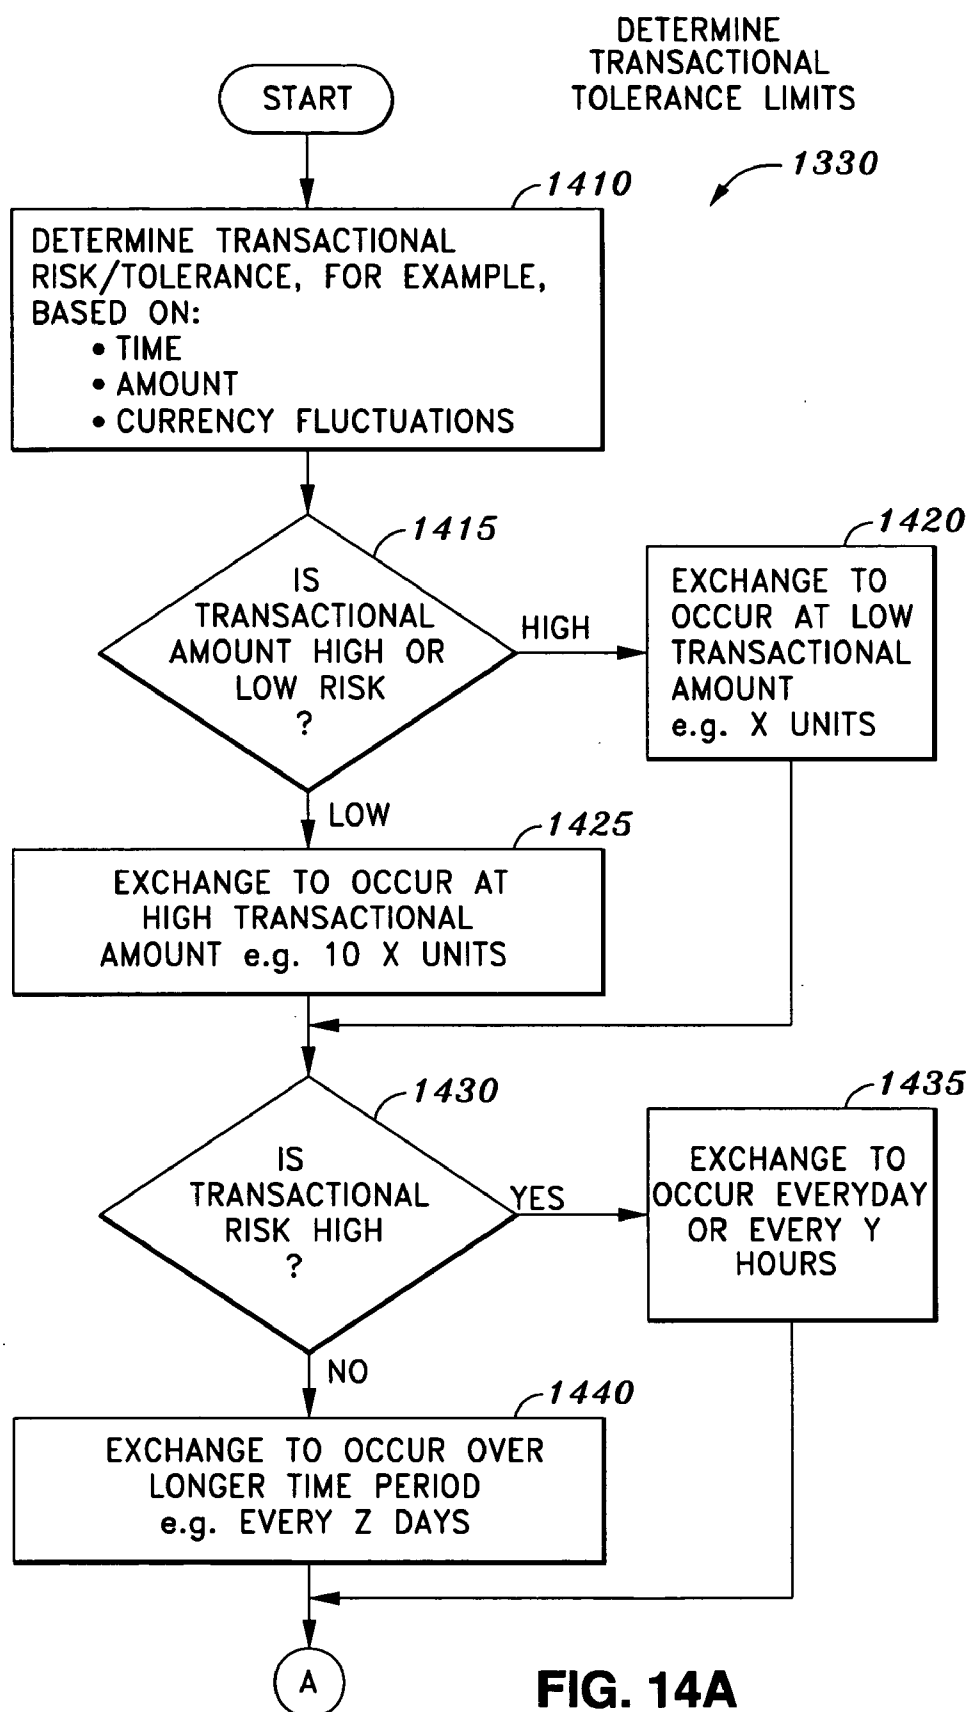 DETERMINE
TRANSACTIONAL
TOLERANCE LIMITS
1330
START
1410
DETERMINE TRANSACTIONAL
RISK/TOLERANCE, FOR EXAMPLE,
BASED ON:
• TIME
• AMOUNT
• CURRENCY FLUCTUATIONS
1415
IS
TRANSACTIONAL
AMOUNT HIGH OR
LOW RISK
?
HIGH
1420
EXCHANGE TO
OCCUR AT LOW
TRANSACTIONAL
AMOUNT
e.g. X UNITS
LOW
1425
EXCHANGE TO OCCUR AT
HIGH TRANSACTIONAL
AMOUNT e.g. 10 X UNITS
1430
IS
TRANSACTIONAL
RISK HIGH
?
YES
1435
EXCHANGE TO
OCCUR EVERYDAY
OR EVERY Y
HOURS
NO
1440
EXCHANGE TO OCCUR OVER
LONGER TIME PERIOD
e.g. EVERY Z DAYS
A
FIG. 14A